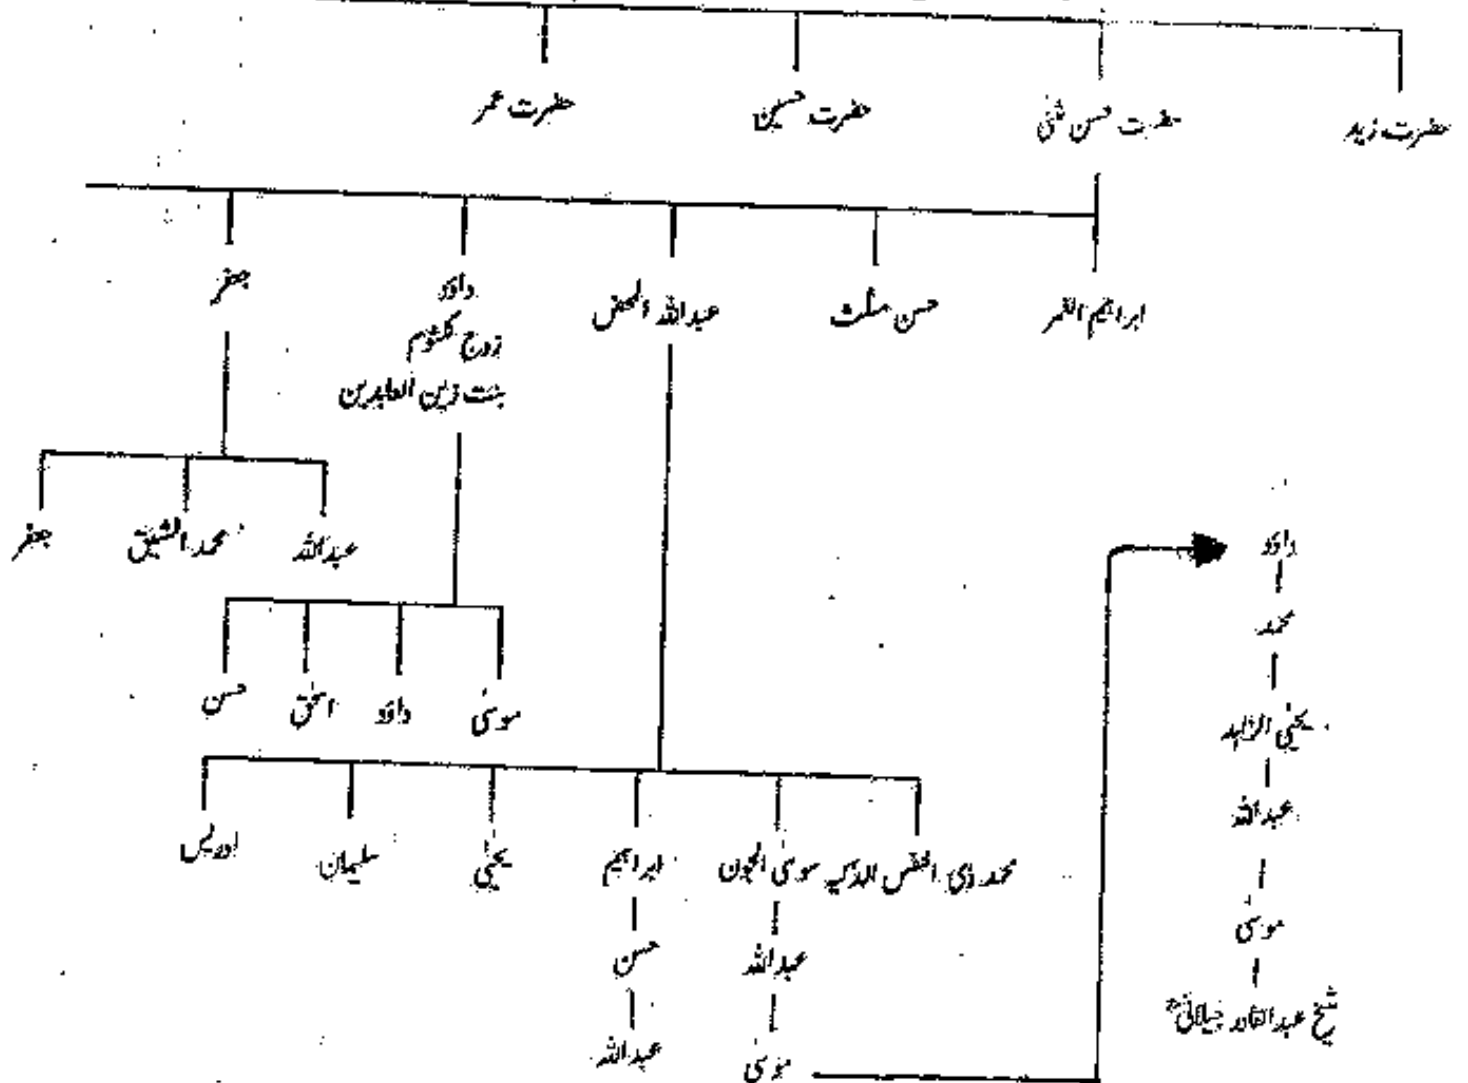 حضرت زید
حضرت حسن مثنیٰ
حضرت حسین
حضرت عمر
ابراہیم الغمر
حسن مثلث
عبداللہ المحض
داؤد
زوج کلثوم
بنت زین العابدین
جعفر
عبداللہ
محمد الشیق
جعفر
موسیٰ
داؤد
اسحٰق
حسن
محمد ذی النفس الذکیہ
موسیٰ الجون
ابراہیم
یحیٰی
سلیمان
ادریس
عبداللہ
موسیٰ
حسن
عبداللہ
داؤد
محمد
یحیٰی الزاہد
عبداللہ
موسیٰ
شیخ عبدالقادر جیلانیؒ